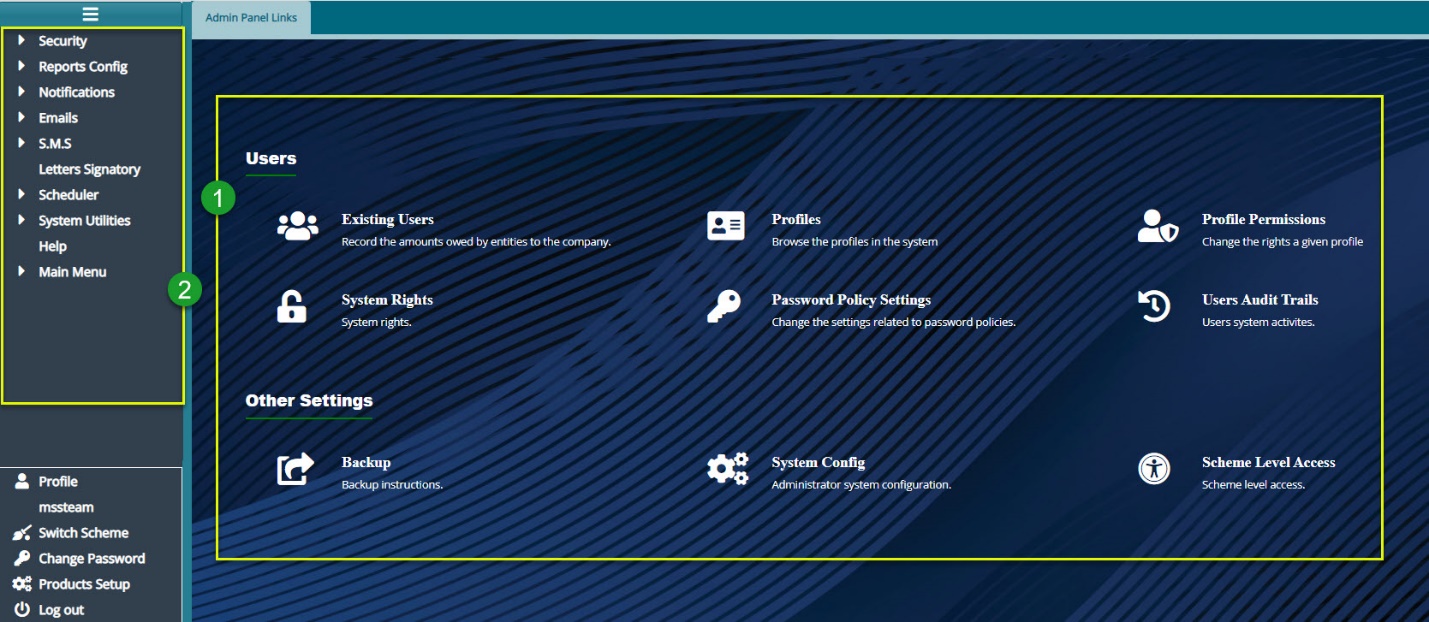 Security
Reports Config
Notifications
Emails
S.M.S
Letters Signatory
Scheduler
System Utilities
Help
Main Menu
2
Profile
mssteam
Switch Scheme
Change Password
Products Setup
Log out
Admin Panel Links
1
Users
Existing Users
Record the amounts owed by entities to the company.
Profiles
Browse the profiles in the system
Profile Permissions
Change the rights a given profile
System Rights
System rights.
Password Policy Settings
Change the settings related to password policies.
Users Audit Trails
Users system activites.
Other Settings
Backup
Backup instructions.
System Config
Administrator system configuration.
Scheme Level Access
Scheme level access.